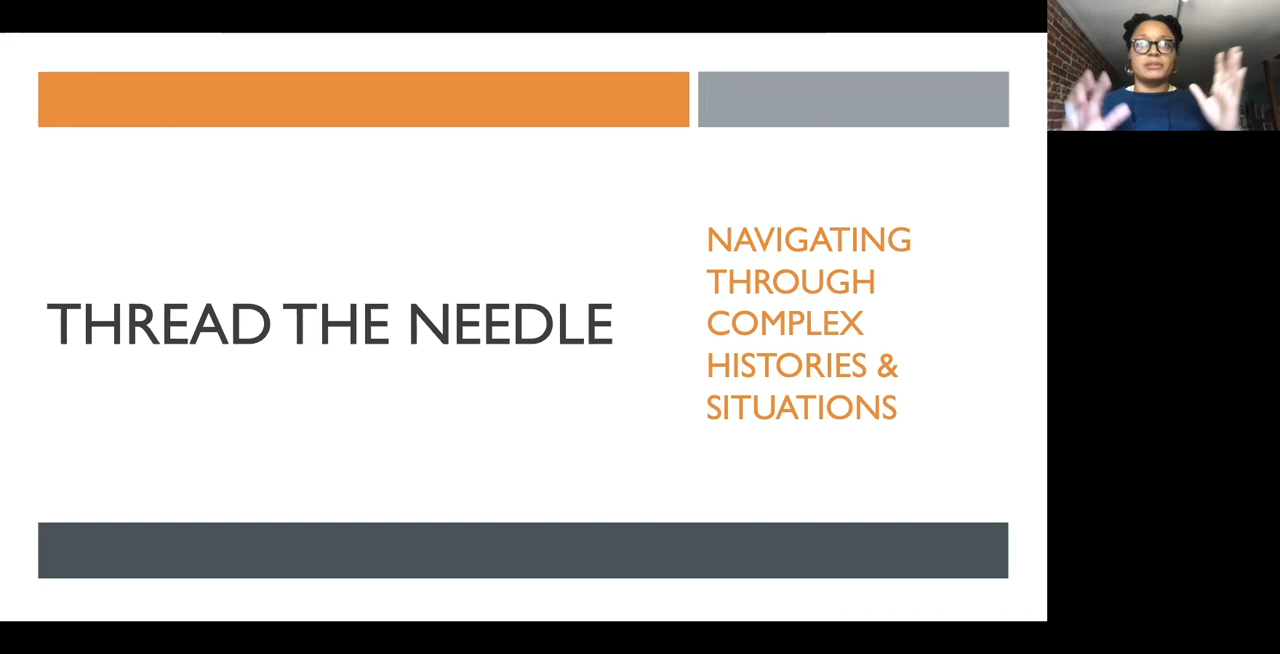 THREAD THE NEEDLE
NAVIGATING
THROUGH
COMPLEX
HISTORIES &
SITUATIONS